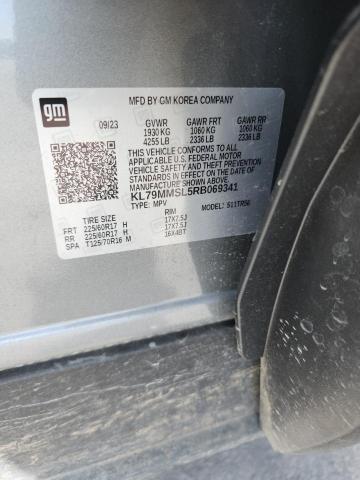 gm
MFD BY GM KOREA COMPANY
09/23 GVWR GAWR FRT GAWR RR
1930 KG 1060 KG 1060 KG
4255 LB 2336 LB 2336 LB
THIS VEHICLE CONFORMS TO ALL
APPLICABLE U.S. FEDERAL MOTOR
VEHICLE SAFETY, BUMPER, AND
THEFT PREVENTION STANDARDS
IN EFFECT ON THE DATE OF
MANUFACTURE SHOWN ABOVE.
KL79MMSL5RB069341
TYPE: MPV MODEL: 511TR56
TIRE SIZE RIM
FRT 225/60R17 H 17X7.5J
RR 225/60R17 H 17X7.5J
SPA T125/70R16 M 16X4BT